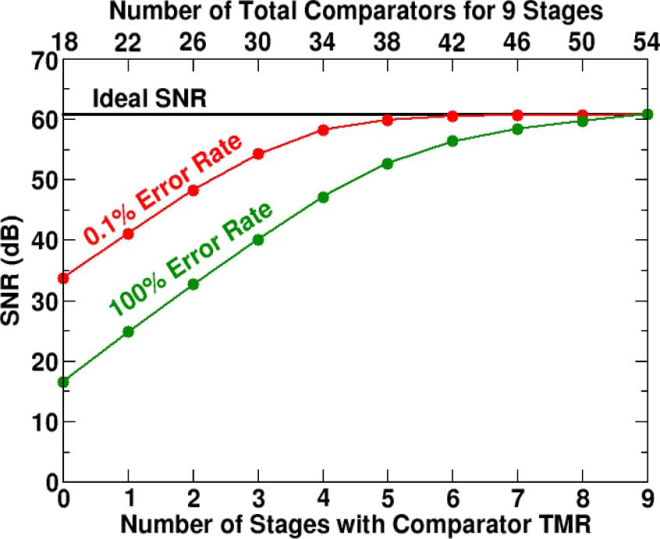 Number of Total Comparators for 9 Stages
18 22 26 30 34 38 42 46 50 54
70
Ideal SNR
60
0.1% Error Rate
50
40
100% Error Rate
30
20
10
0
SNR (dB)
0 1 2 3 4 5 6 7 8 9
Number of Stages with Comparator TMR